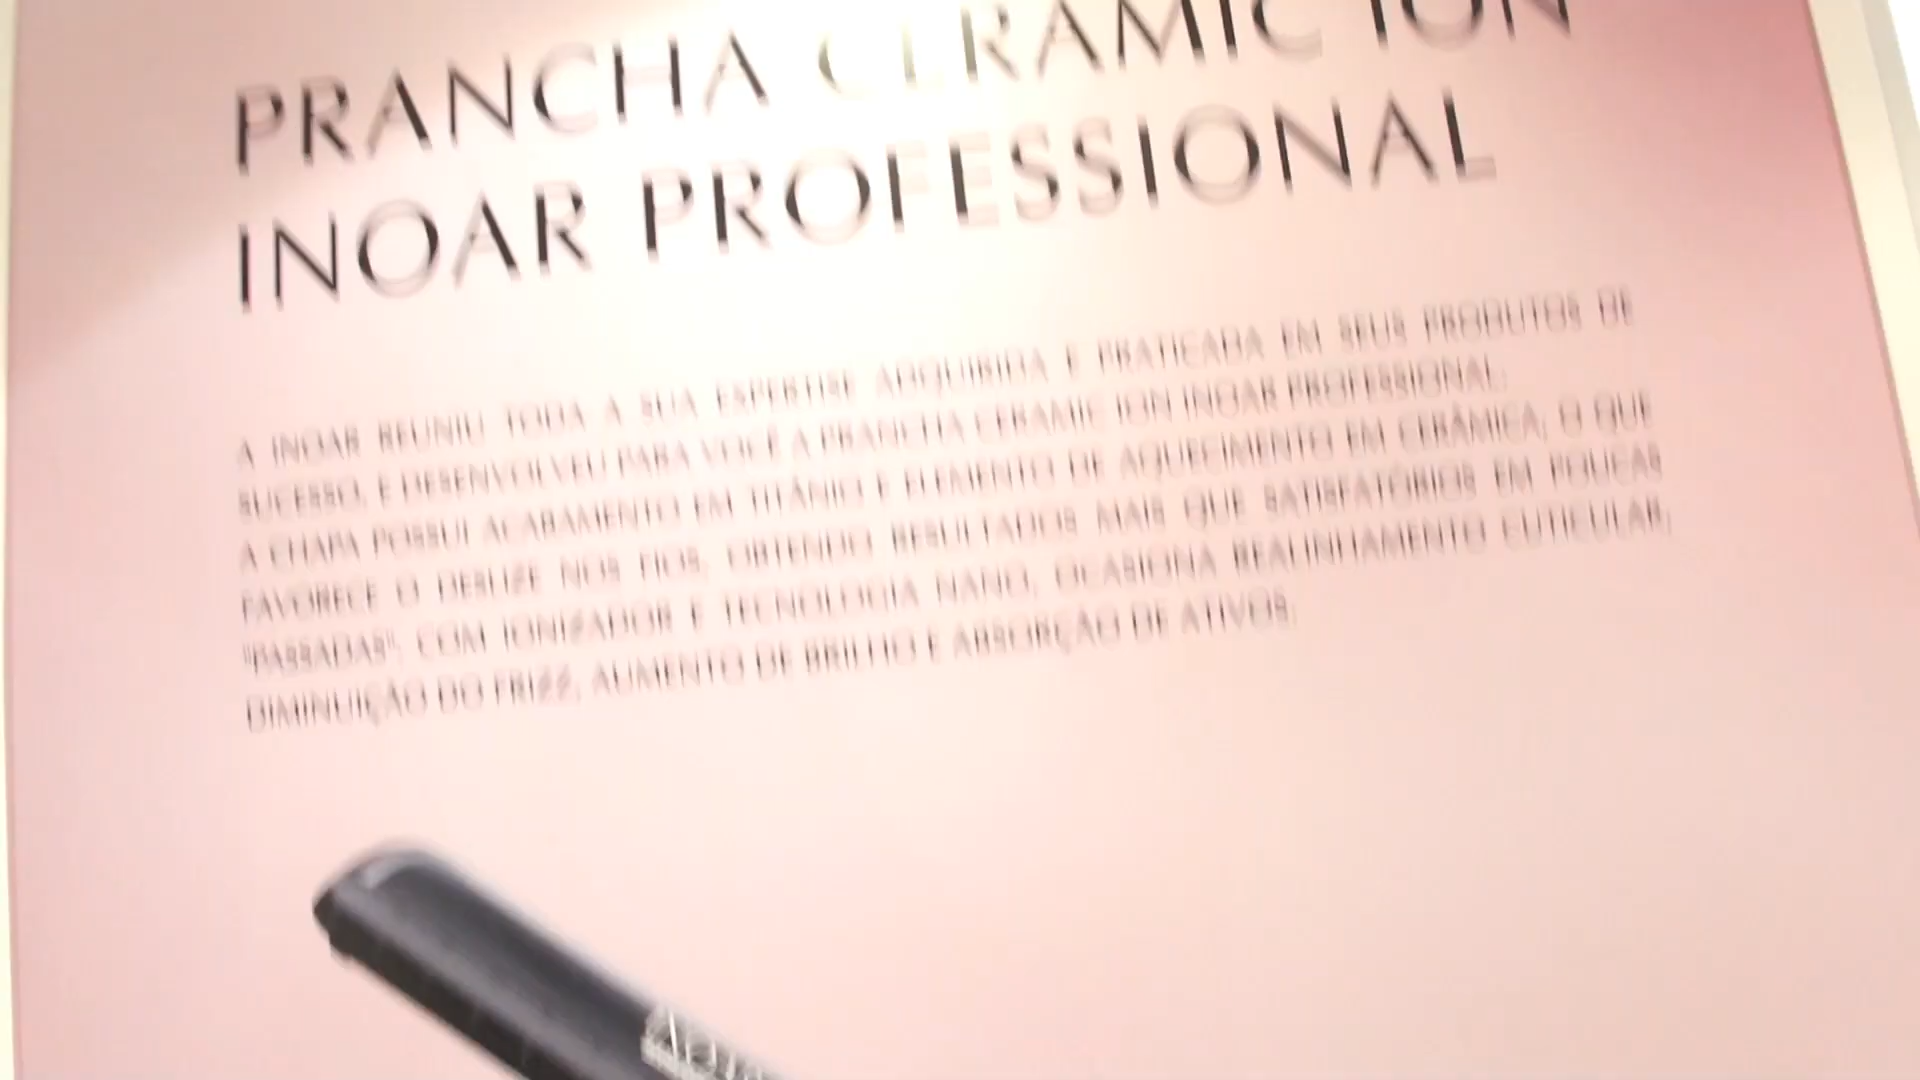 PRANCHA CERAMIC ION
INOAR PROFESSIONAL
A INOAR REUNIU TODA A SUA ESPERTISE ADQUIRIDA E PRATICADA EM SEUS PRODUTOS DE
SUCESSO, E DESENVOLVEU PARA VOCÊ A PRANCHA CERAMIC ION INOAR PROFESSIONAL.
A CHAPA POSSUI ACABAMENTO EM TITÂNIO E ELEMENTO DE AQUECIMENTO EM CERÂMICA, O QUE
FAVORECE O DESLIZE NOS FIOS, OBTENDO RESULTADOS MAIS QUE SATISFATÓRIOS EM POUCAS
"PASSADAS", COM IONIZADOR E TECNOLOGIA NANO, OCASIONA REALINHAMENTO CUTICULAR,
DIMINUIÇÃO DO FRIZZ, AUMENTO DE BRILHO E ABSORÇÃO DE ATIVOS.